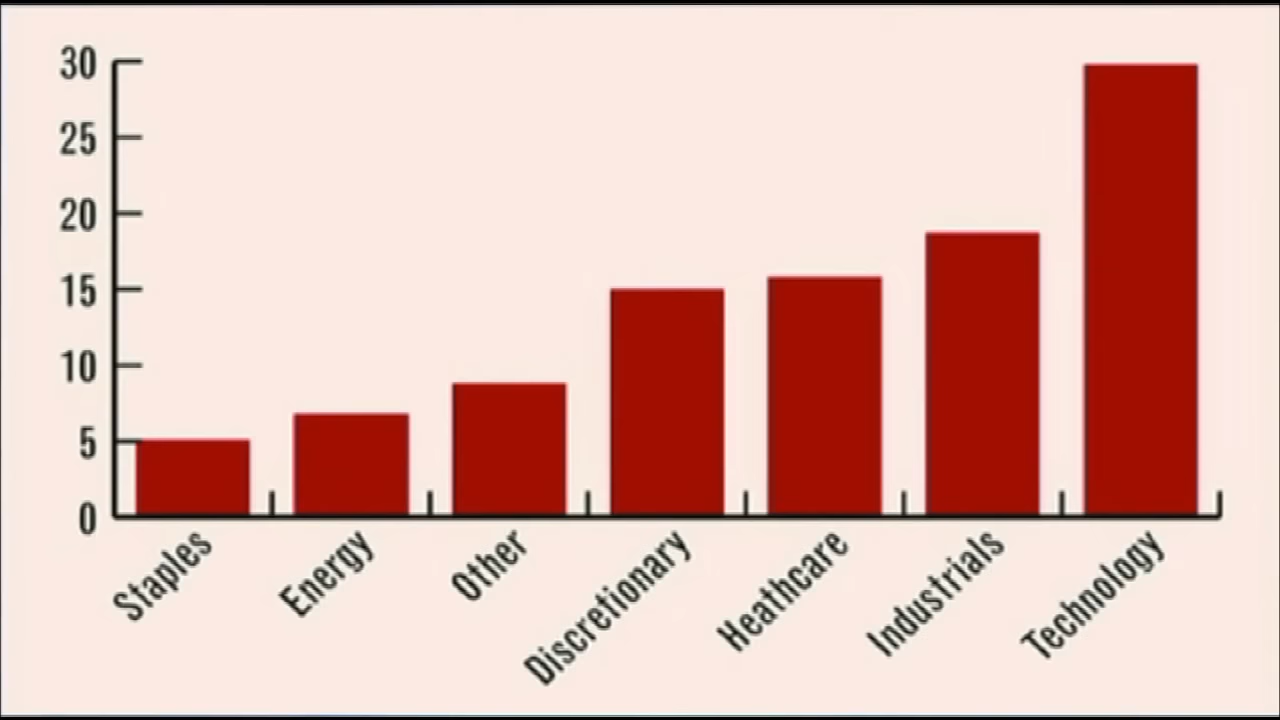 30
25
20
15
10
5
0
Staples
Energy
Other
Discretionary
Heathcare
Industrials
Technology